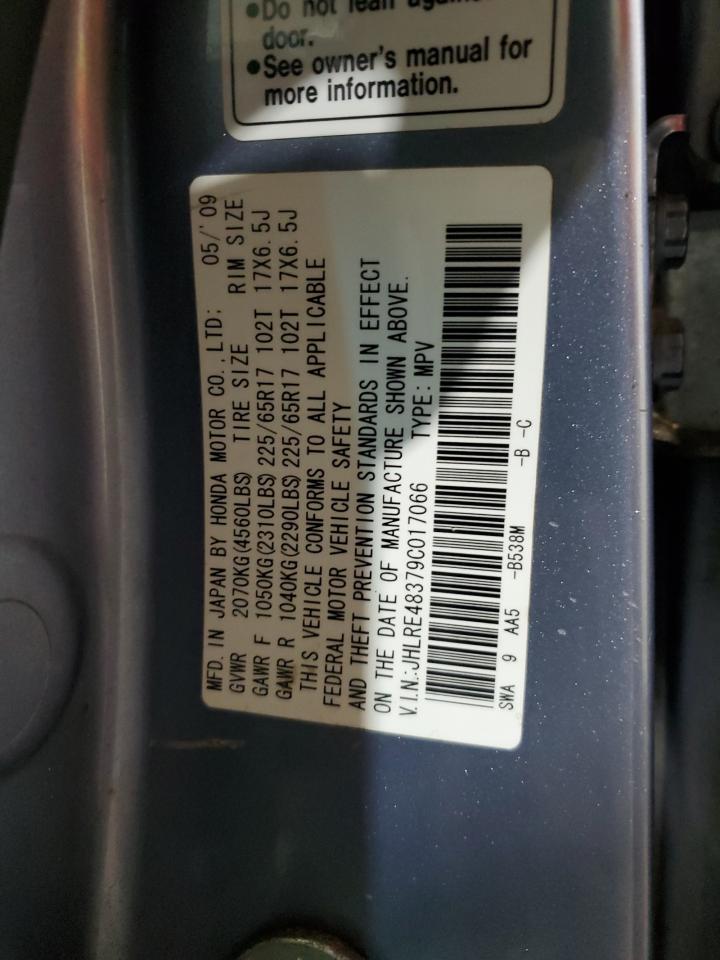 ●Do not lean
door.
●See owner's manual for
more information.
MFD. IN JAPAN BY HONDA MOTOR CO., LTD; 05/'09
GVWR 2070KG(4560LBS) TIRE SIZE RIM SIZE
GAWR F 1050KG(2310LBS) 225/65R17 102T 17X6.5J
GAWR R 1040KG(2290LBS) 225/65R17 102T 17X6.5J
THIS VEHICLE CONFORMS TO ALL APPLICABLE
FEDERAL MOTOR VEHICLE SAFETY
AND THEFT PREVENTION STANDARDS IN EFFECT
ON THE DATE OF MANUFACTURE SHOWN ABOVE.
V.I.N.:JHLRE48379C017066 TYPE: MPV
SWA 9 AA5 -B538M -B -C